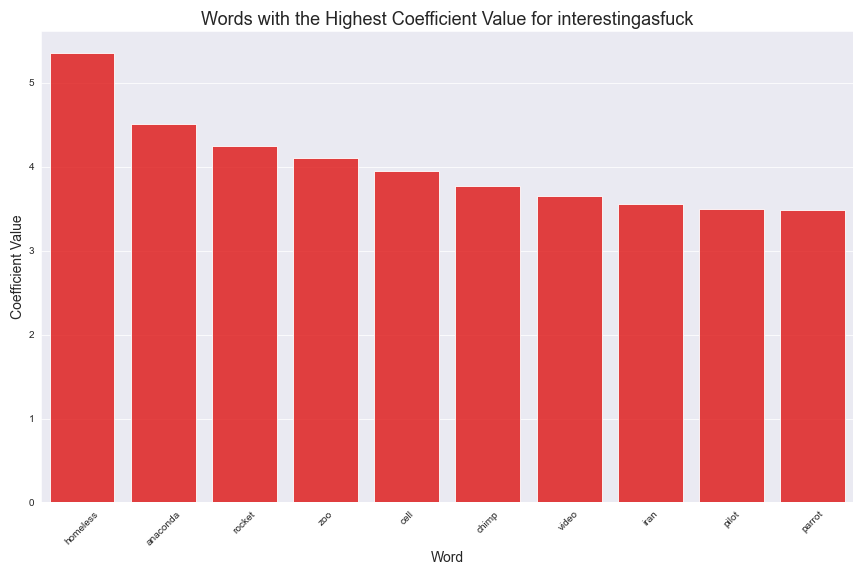 Words with the Highest Coefficient Value for interestingasfuck
Coefficient Value
5
4
3
2
1
0
homeless
anaconda
rocket
zoo
cell
chimp
video
iran
pilot
parrot
Word